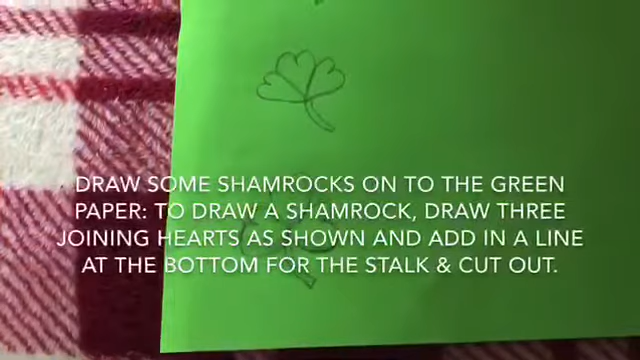 DRAW SOME SHAMROCKS ON TO THE GREEN
PAPER: TO DRAW A SHAMROCK, DRAW THREE
JOINING HEARTS AS SHOWN AND ADD IN A LINE
AT THE BOTTOM FOR THE STALK & CUT OUT.